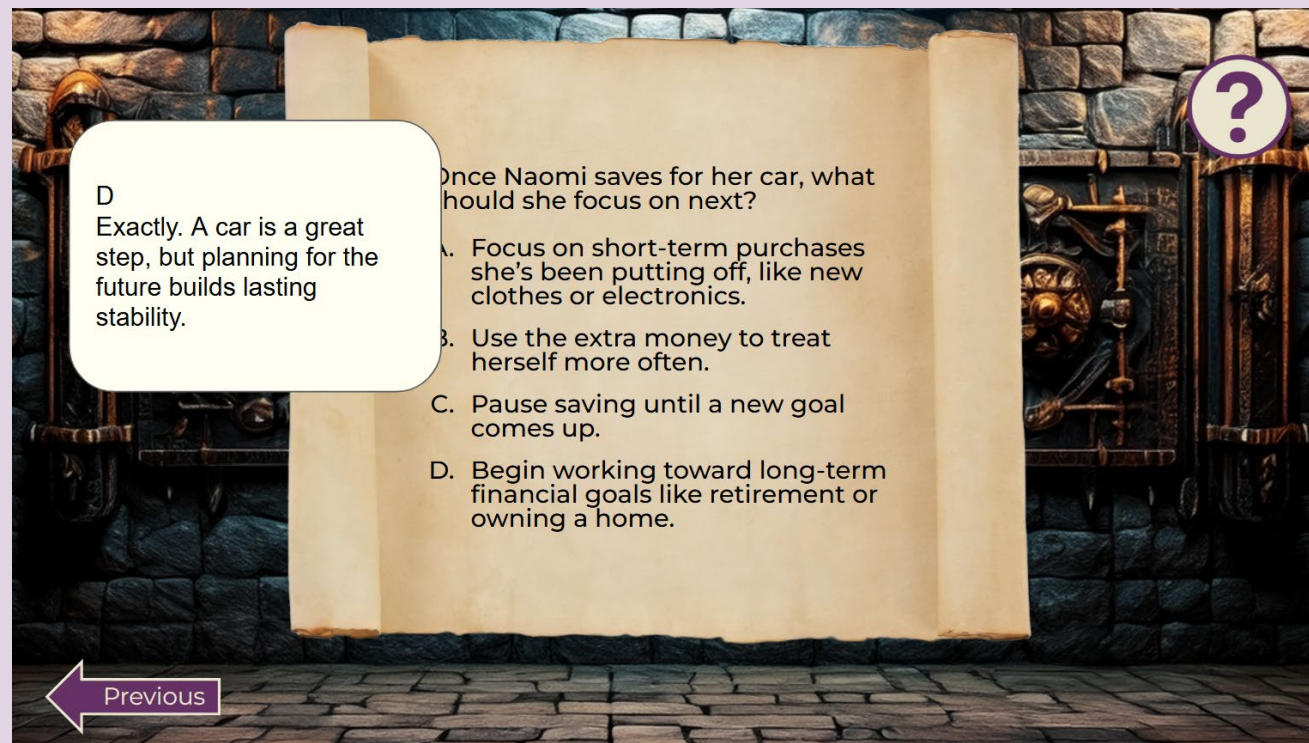 ?
D
Exactly. A car is a great
step, but planning for the
future builds lasting
stability.
Once Naomi saves for her car, what
should she focus on next?
A. Focus on short-term purchases
she’s been putting off, like new
clothes or electronics.
B. Use the extra money to treat
herself more often.
C. Pause saving until a new goal
comes up.
D. Begin working toward long-term
financial goals like retirement or
owning a home.
Previous